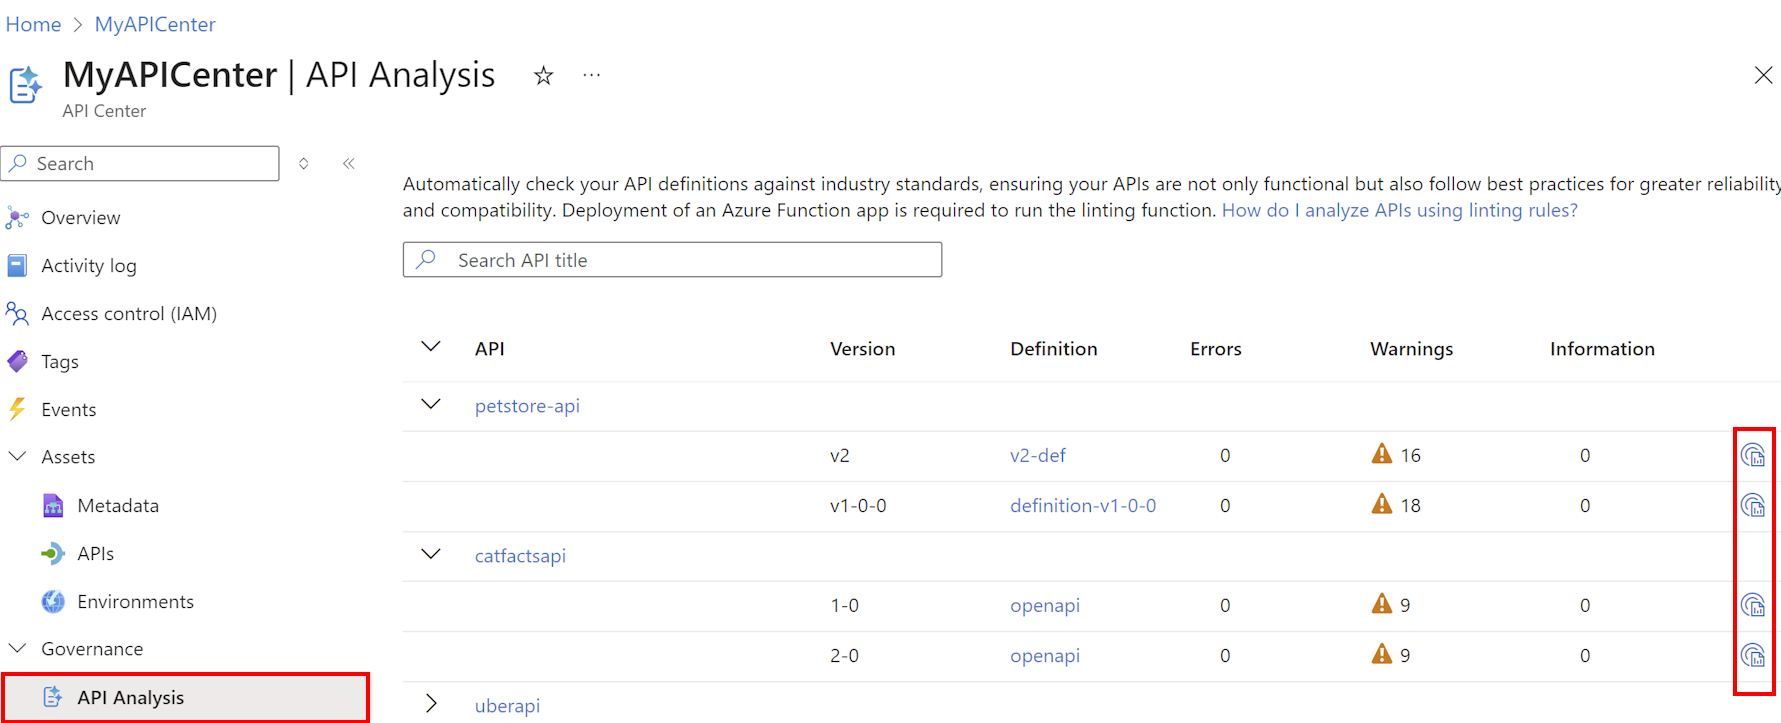 Home > MyAPICenter
MyAPICenter | API Analysis ☆ ···
API Center
Search
Overview
Activity log
Access control (IAM)
Tags
Events
Assets
Metadata
APIs
Environments
Governance
API Analysis
Automatically check your API definitions against industry standards, ensuring your APIs are not only functional but also follow best practices for greater reliability
and compatibility. Deployment of an Azure Function app is required to run the linting function. How do I analyze APIs using linting rules?
Search API title
API Version Definition Errors Warnings Information
petstore-api
v2 v2-def 0 16 0
v1-0-0 definition-v1-0-0 0 18 0
catfactsapi
1-0 openapi 0 9 0
2-0 openapi 0 9 0
uberapi